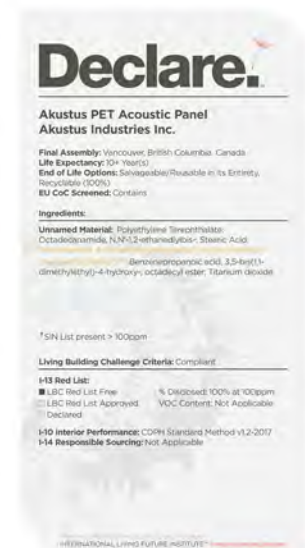 Declare.
Akustus PET Acoustic Panel
Akustus Industries Inc.
Final Assembly: Vancouver, British Columbia, Canada
Life Expectancy: 10+ Year(s)
End of Life Options: Salvageable/Reusable in its Entirety,
Recyclable (100%)
EU CoC Screened: Contains
Ingredients:
Unnamed Material: Polyethylene Terephthalate,
Octadecanamide, N,N'-1,2-ethanediylbis-, Stearic Acid,
Benzenepropanoic acid, 3,5-bis(1,1-
dimethylethyl)-4-hydroxy-, octadecyl ester, Titanium dioxide
SIN List present > 100ppm
Living Building Challenge Criteria: Compliant
I-13 Red List:
LBC Red List Free % Disclosed: 100% at 100ppm
LBC Red List Approved VOC Content: Not Applicable
Declared
I-10 Interior Performance: CDPH Standard Method v1.2-2017
I-14 Responsible Sourcing: Not Applicable
INTERNATIONAL LIVING FUTURE INSTITUTE